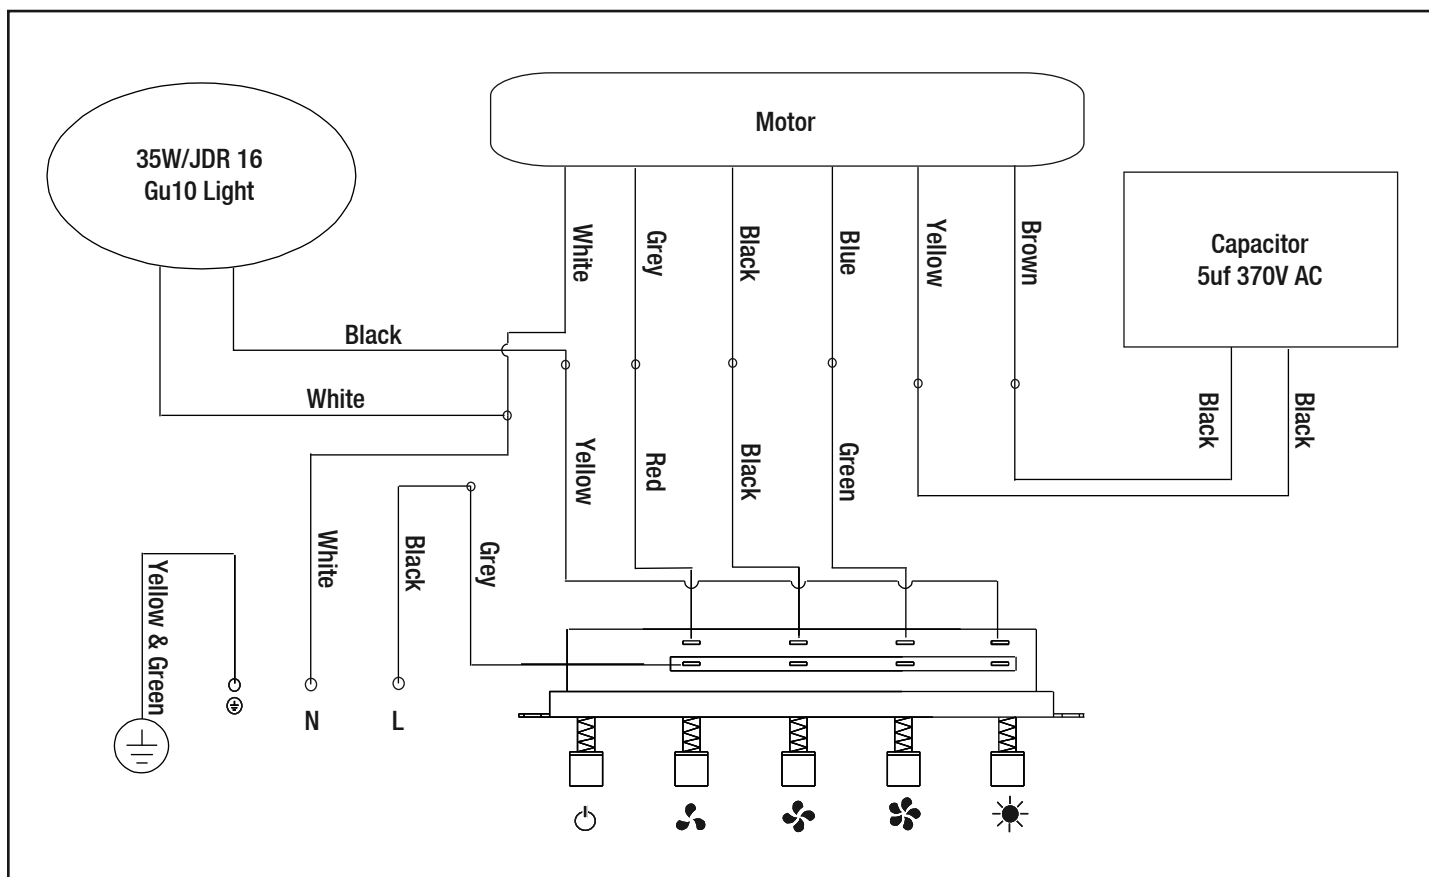 Motor
35W/JDR 16
Gu10 Light
Capacitor
5uf 370V AC
White
Grey
Black
Blue
Yellow
Brown
Black
White
Yellow
Red
Black
Green
Black
Black
White
Black
Grey
Yellow & Green
N
L